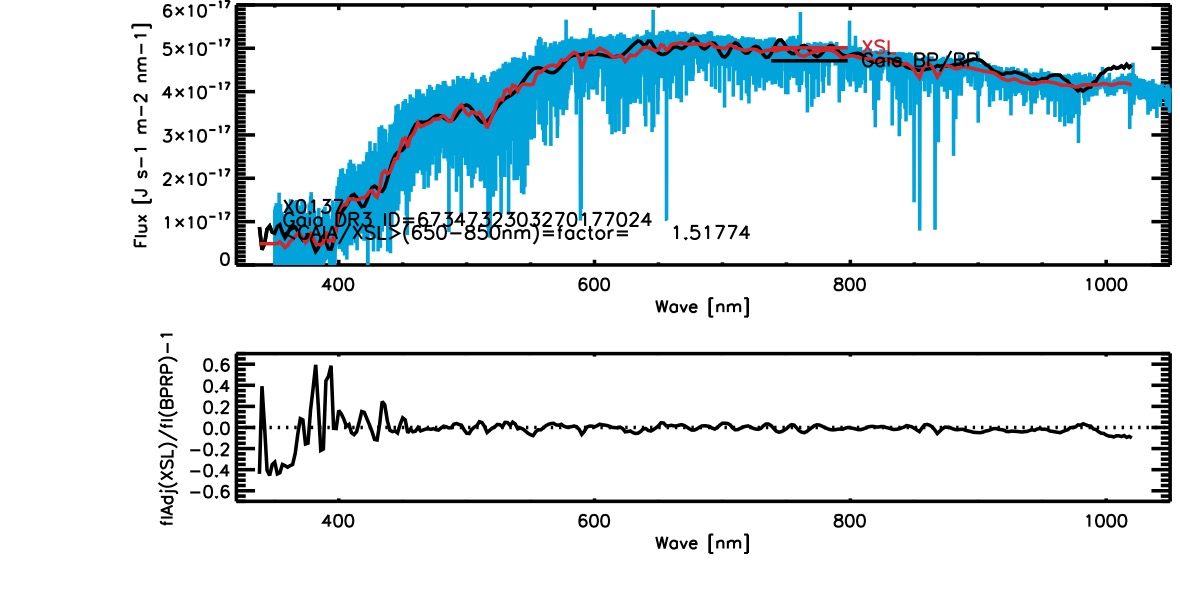 6×10−17
5×10−17
4×10−17
3×10−17
2×10−17
1×10−17
0
Flux [J s−1 m−2 nm−1]
XSL
Gaia BP/RP
X0137
Gaia DR3 ID=6734732303270177024
<GAIA/XSL>(650−850nm)=factor= 1.51774
400 600 800 1000
Wave [nm]
flAdj(XSL)/fl(BPRP)−1
0.6
0.4
0.2
0.0
−0.2
−0.4
−0.6
400 600 800 1000
Wave [nm]